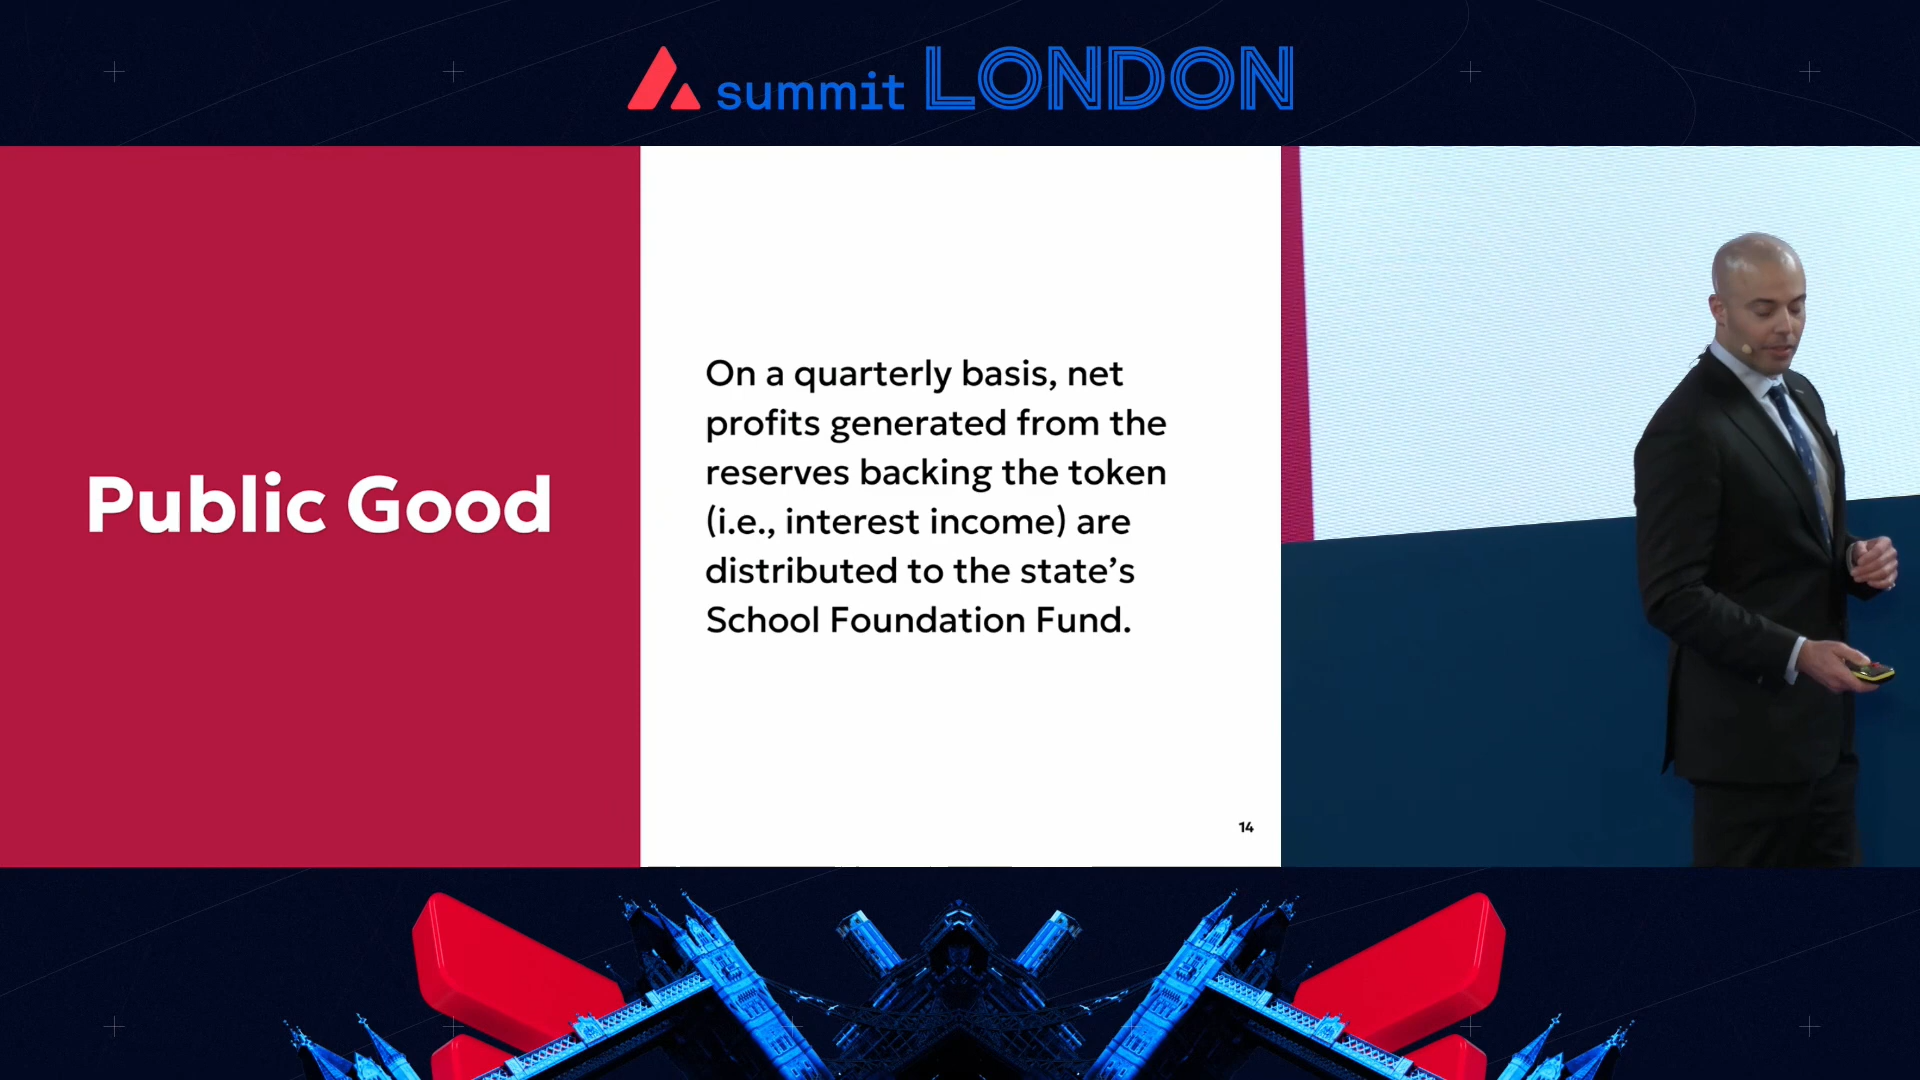 summit LONDON
Public Good
On a quarterly basis, net
profits generated from the
reserves backing the token
(i.e., interest income) are
distributed to the state’s
School Foundation Fund.
14